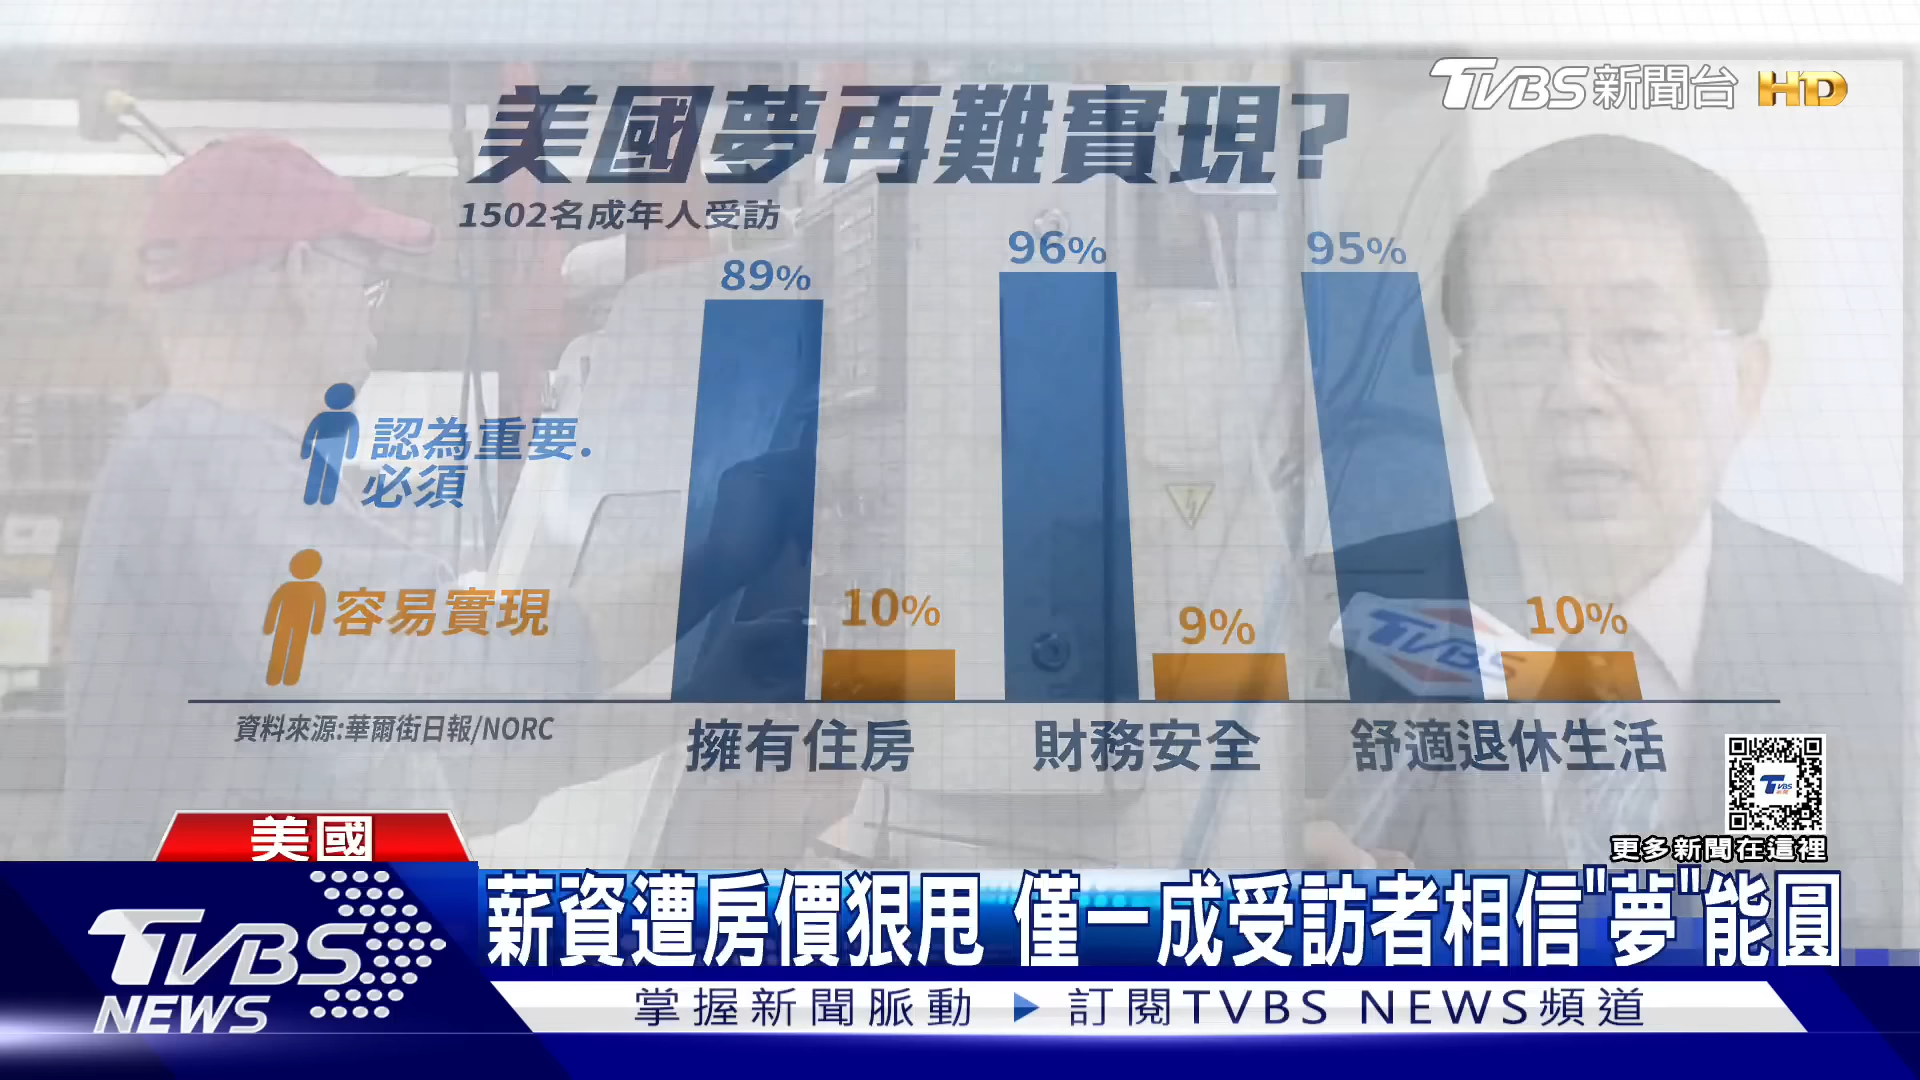 TVBS新聞台 HD
美國夢再難實現?
1502名成年人受訪
89%
96%
95%
認為重要.
必須
容易實現
10%
9%
10%
TVBS
資料來源:華爾街日報/NORC
擁有住房
財務安全
舒適退休生活
TVBS
更多新聞在這裡
美國
薪資遭房價狠甩 僅一成受訪者相信"夢"能圓
TVBS
NEWS
掌握新聞脈動 ▶ 訂閱TVBS NEWS頻道